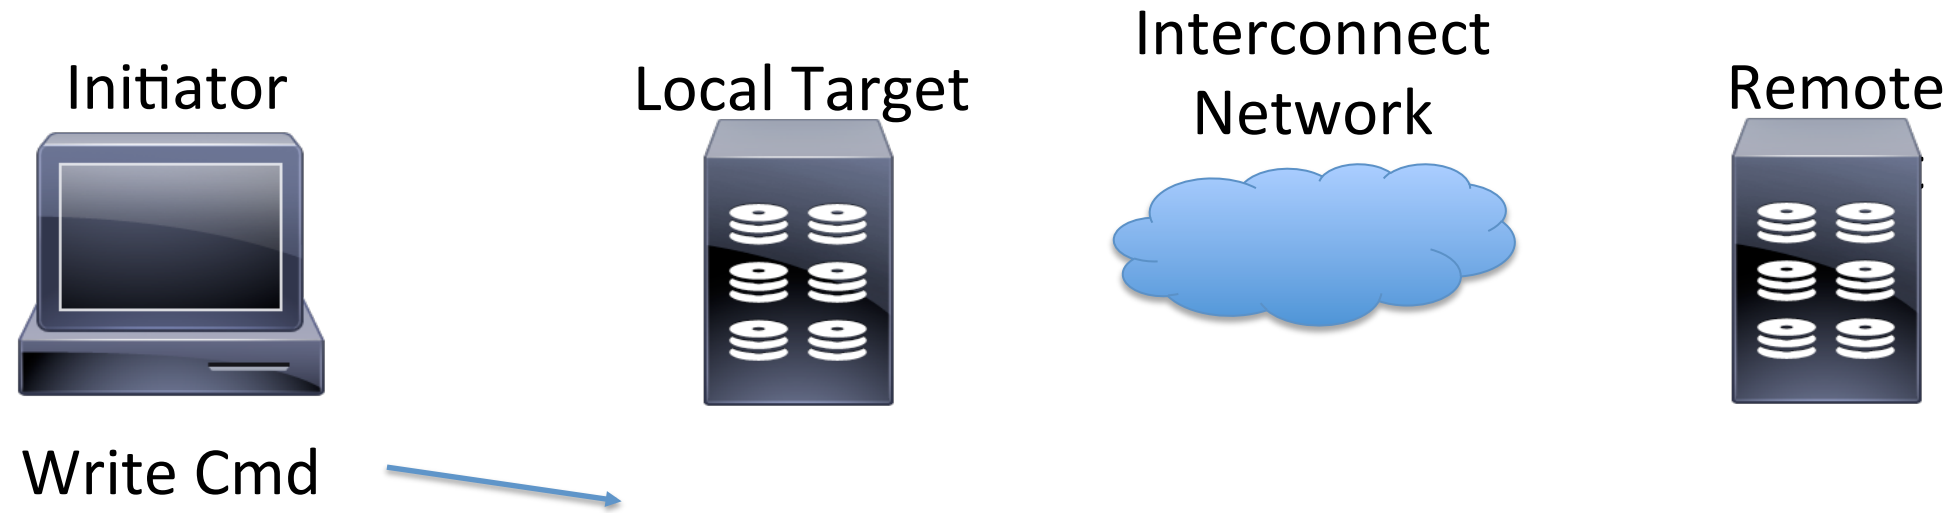 Initiator
Local Target
Interconnect
Network
Remote
Write Cmd